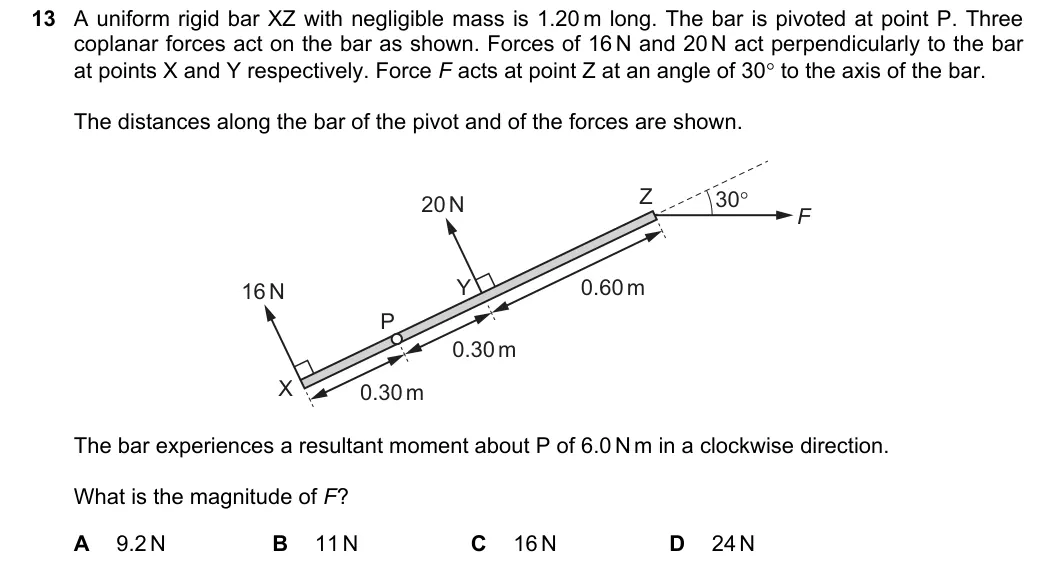 13 A uniform rigid bar XZ with negligible mass is 1.20 m long. The bar is pivoted at point P. Three
coplanar forces act on the bar as shown. Forces of 16 N and 20 N act perpendicularly to the bar
at points X and Y respectively. Force F acts at point Z at an angle of 30° to the axis of the bar.
The distances along the bar of the pivot and of the forces are shown.
Z
30°
20 N
F
16 N
Y
0.60 m
P
0.30 m
X
0.30 m
The bar experiences a resultant moment about P of 6.0 N m in a clockwise direction.
What is the magnitude of F?
A 9.2 N B 11 N C 16 N D 24 N